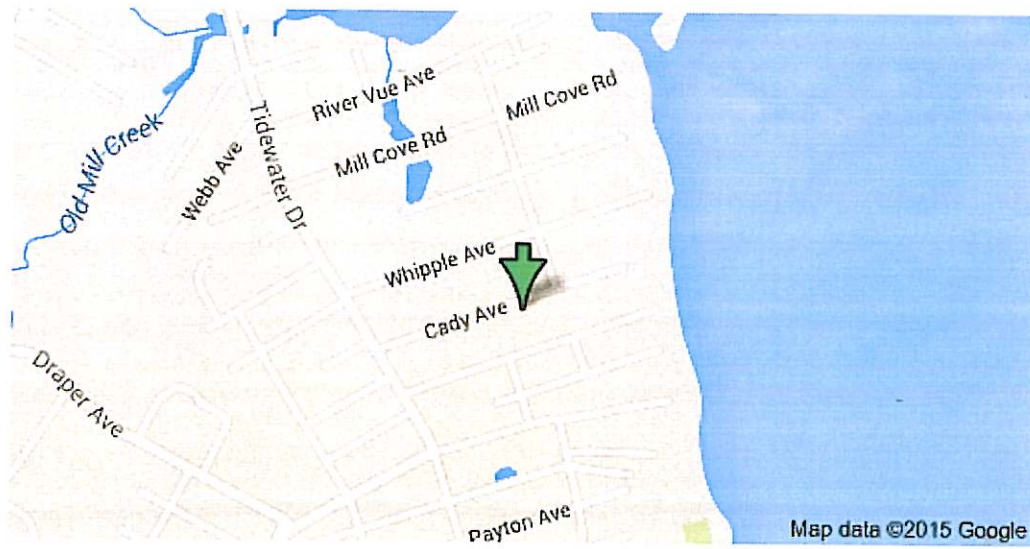 River Vue Ave
Mill Cove Rd
Tidewater Dr
Mill Cove Rd
Old Mill Creek
Webb Ave
Whipple Ave
Cady Ave
Draper Ave
Payton Ave
Map data ©2015 Google